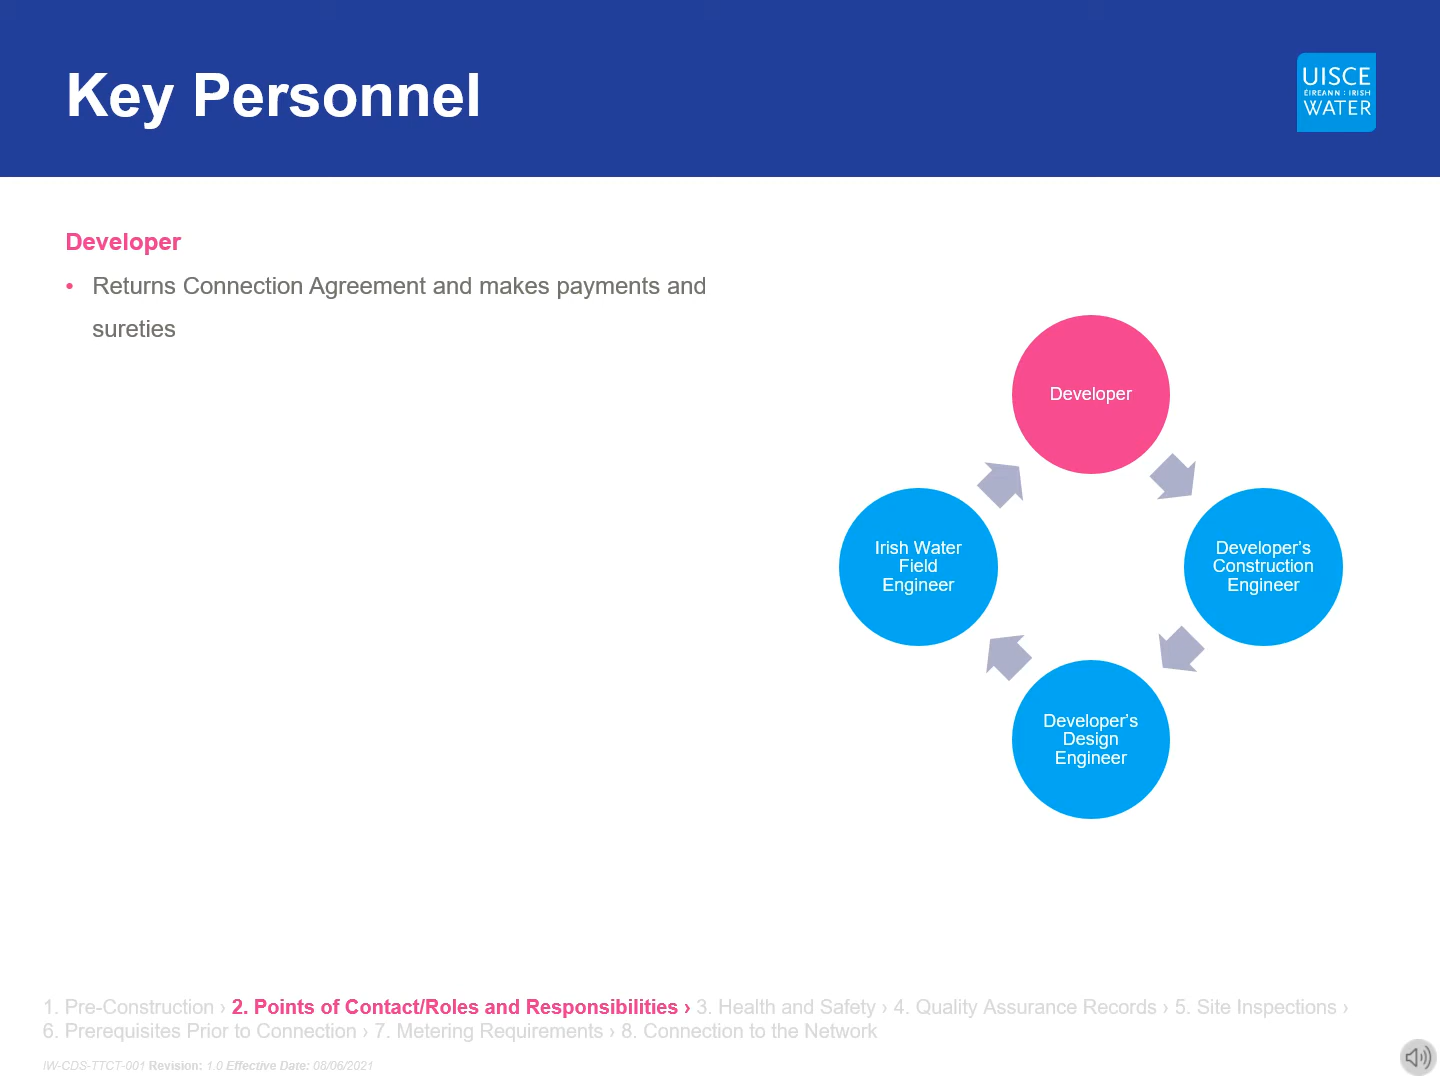 Key Personnel
UISCE
EIREANN : IRISH
WATER
Developer
• Returns Connection Agreement and makes payments and
sureties
Developer
Irish Water
Field
Engineer
Developer’s
Construction
Engineer
Developer’s
Design
Engineer
1. Pre-Construction › 2. Points of Contact/Roles and Responsibilities › 3. Health and Safety › 4. Quality Assurance Records › 5. Site Inspections ›
6. Prerequisites Prior to Connection › 7. Metering Requirements › 8. Connection to the Network
IW-CDS-TTCT-001 Revision: 1.0 Effective Date: 08/06/2021